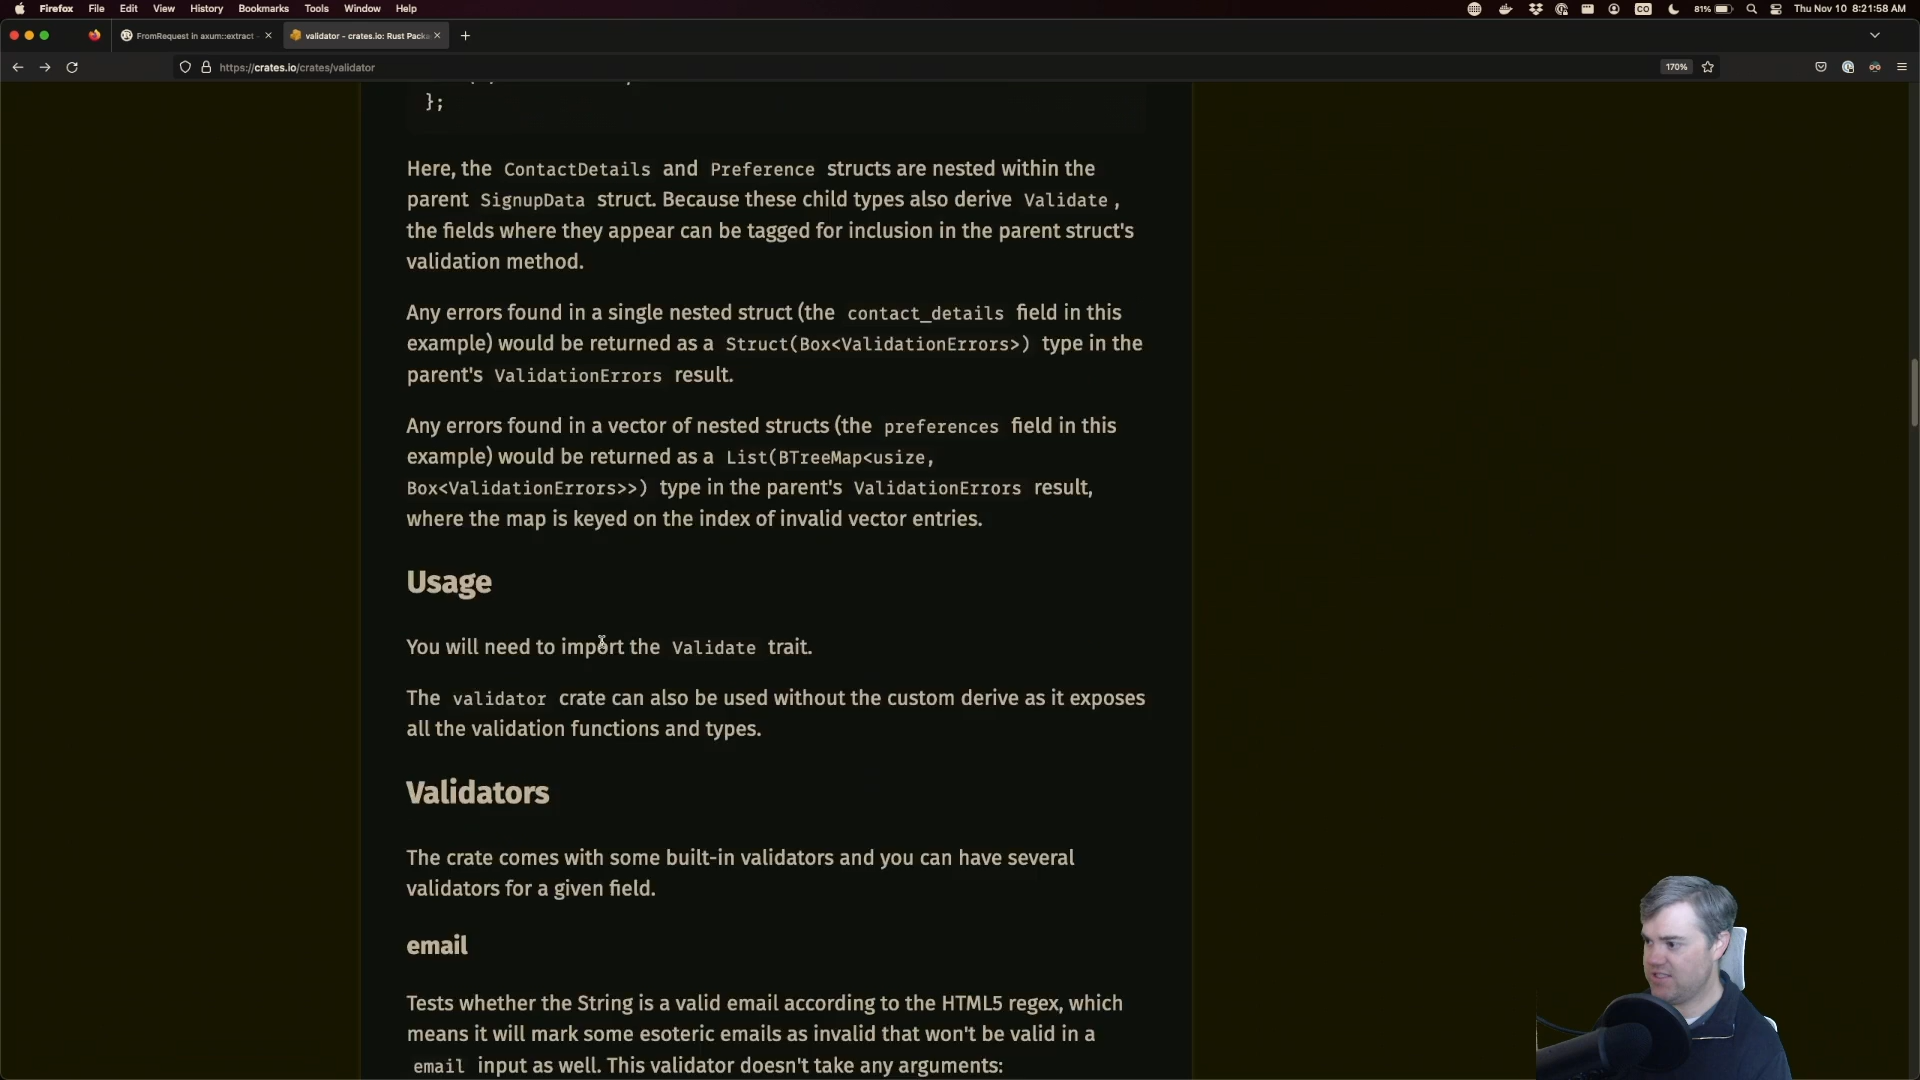 Firefox File Edit View History Bookmarks Tools Window Help
CO 81% Thu Nov 10 8:21:58 AM
FromRequest in axum::extract -
validator - crates.io: Rust Packa
https://crates.io/crates/validator
170%
};
Here, the ContactDetails and Preference structs are nested within the
parent SignupData struct. Because these child types also derive Validate ,
the fields where they appear can be tagged for inclusion in the parent struct's
validation method.
Any errors found in a single nested struct (the contact_details field in this
example) would be returned as a Struct(Box<ValidationErrors>) type in the
parent's ValidationErrors result.
Any errors found in a vector of nested structs (the preferences field in this
example) would be returned as a List(BTreeMap<usize,
Box<ValidationErrors>>) type in the parent's ValidationErrors result,
where the map is keyed on the index of invalid vector entries.
Usage
You will need to import the Validate trait.
The validator crate can also be used without the custom derive as it exposes
all the validation functions and types.
Validators
The crate comes with some built-in validators and you can have several
validators for a given field.
email
Tests whether the String is a valid email according to the HTML5 regex, which
means it will mark some esoteric emails as invalid that won't be valid in a
email input as well. This validator doesn't take any arguments: